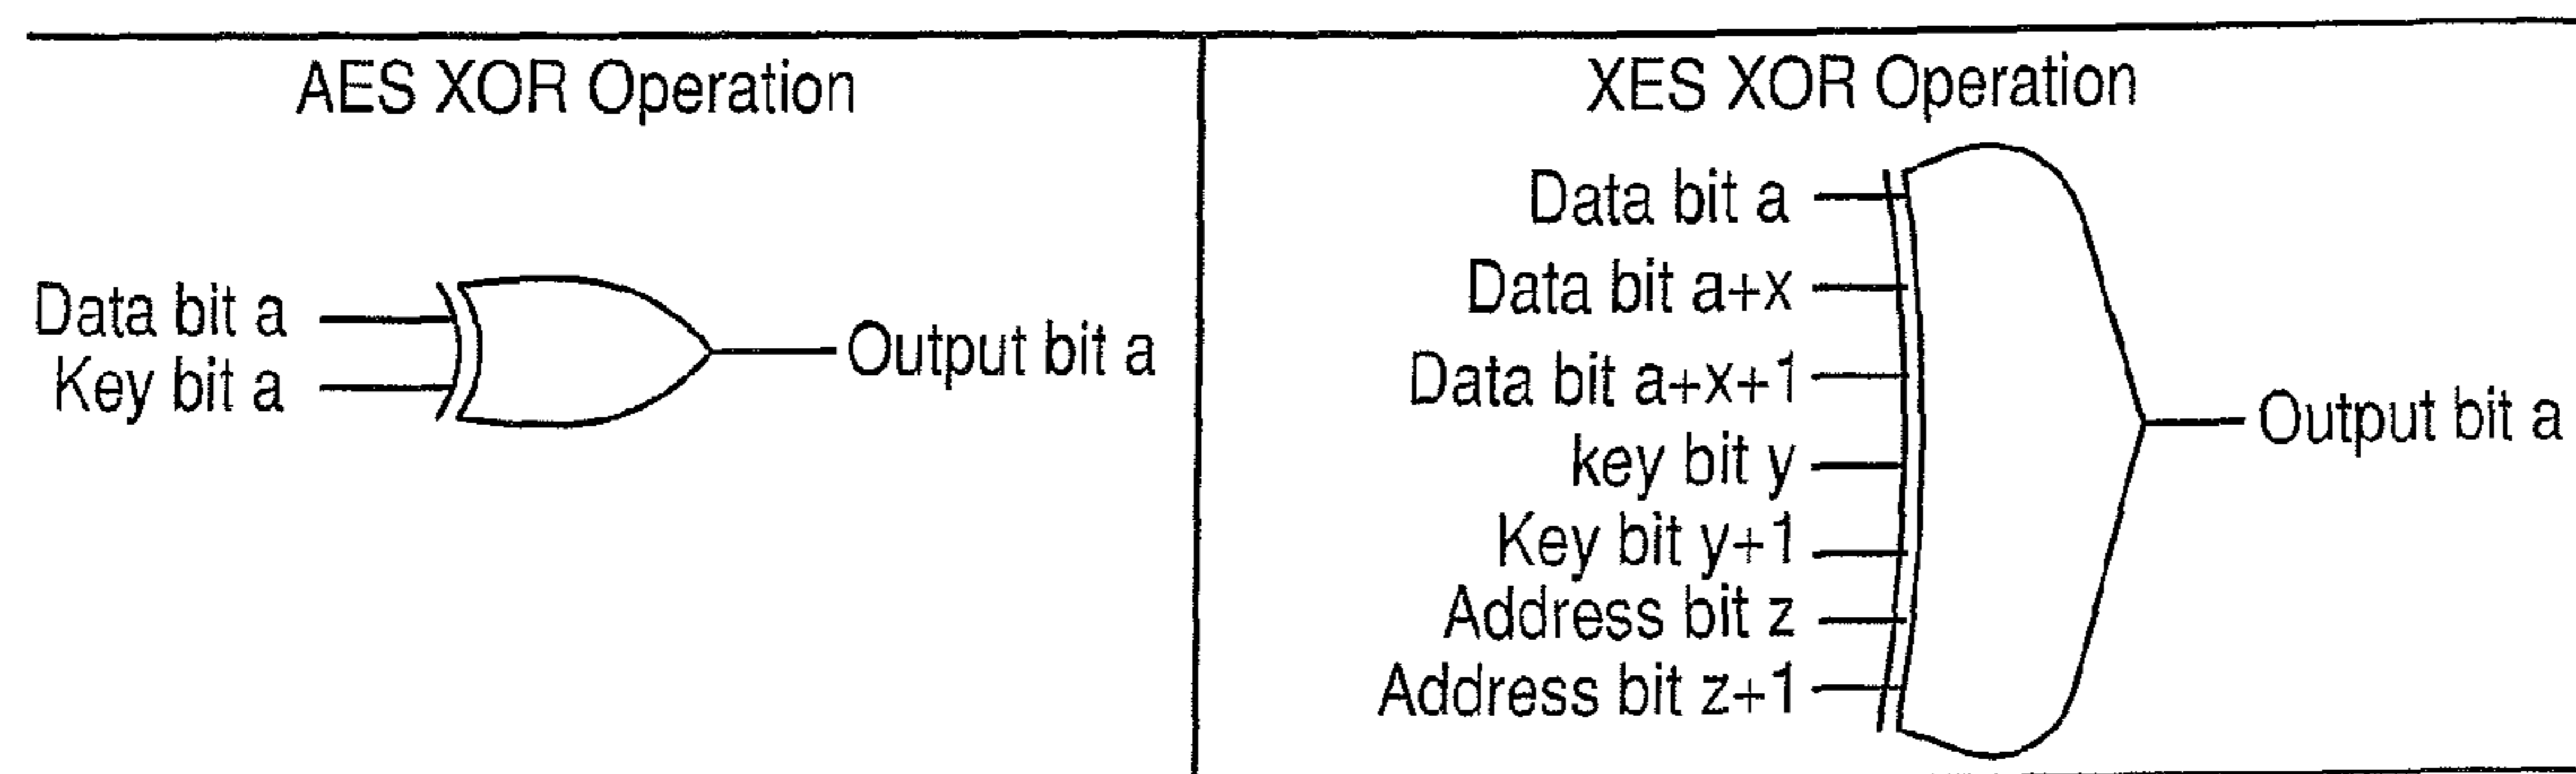 AES XOR Operation
Data bit a
Key bit a
Output bit a
XES XOR Operation
Data bit a
Data bit a+x
Data bit a+x+1
key bit y
Key bit y+1
Address bit z
Address bit z+1
Output bit a